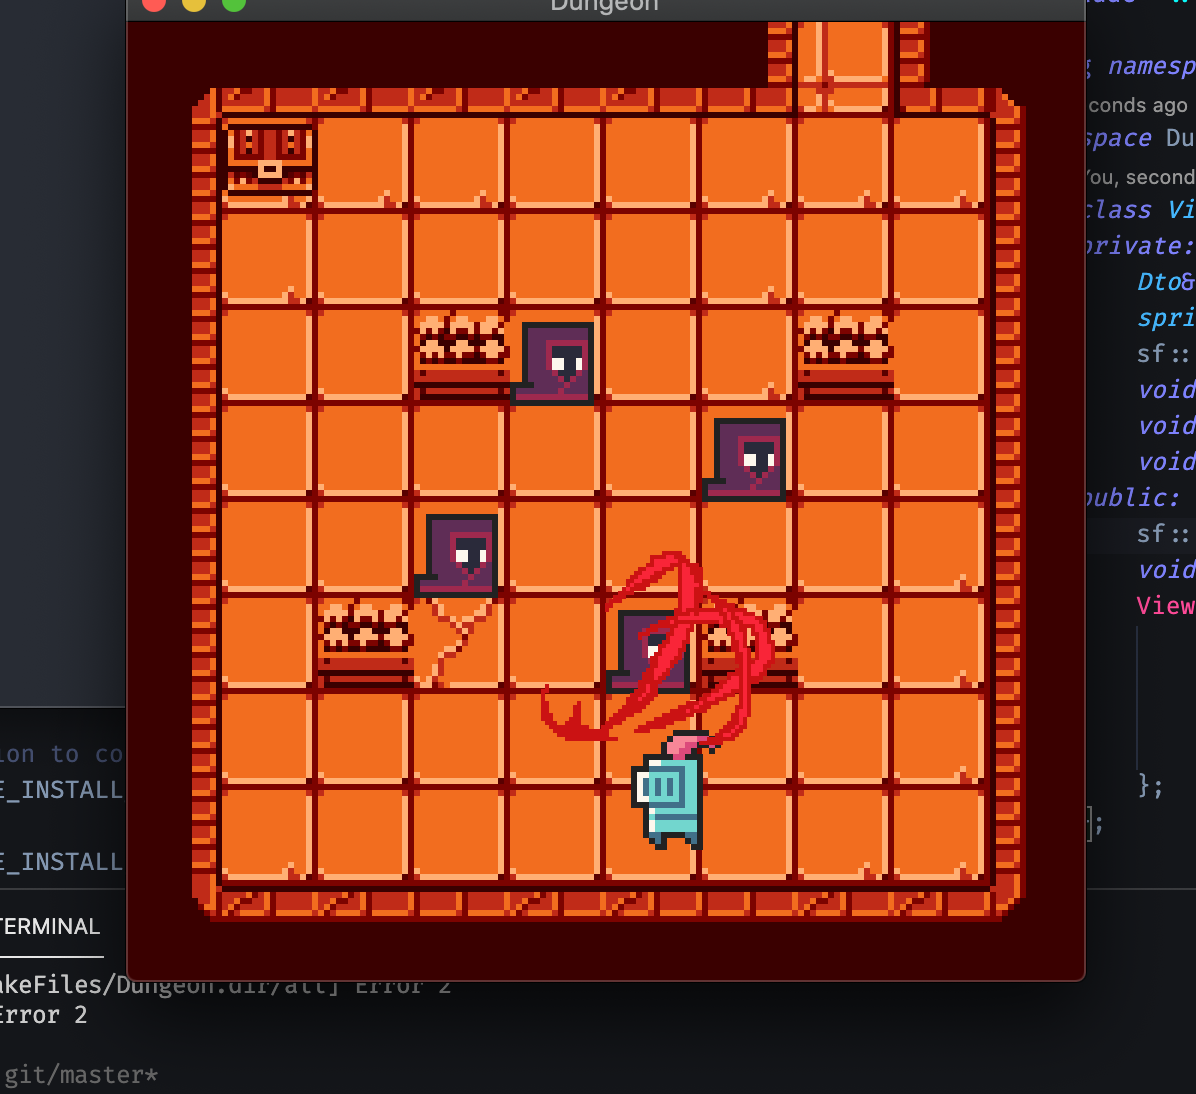 Dungeon
namesp
conds ago
space Du
You, second
class Vi
private:
Dto&
spri
sf::
void
void
void
public:
sf::
void
View
};
];
ion to co
E_INSTALL
E_INSTALL
TERMINAL
akeFiles/Dungeon.dir/all] Error 2
Error 2
git/master*